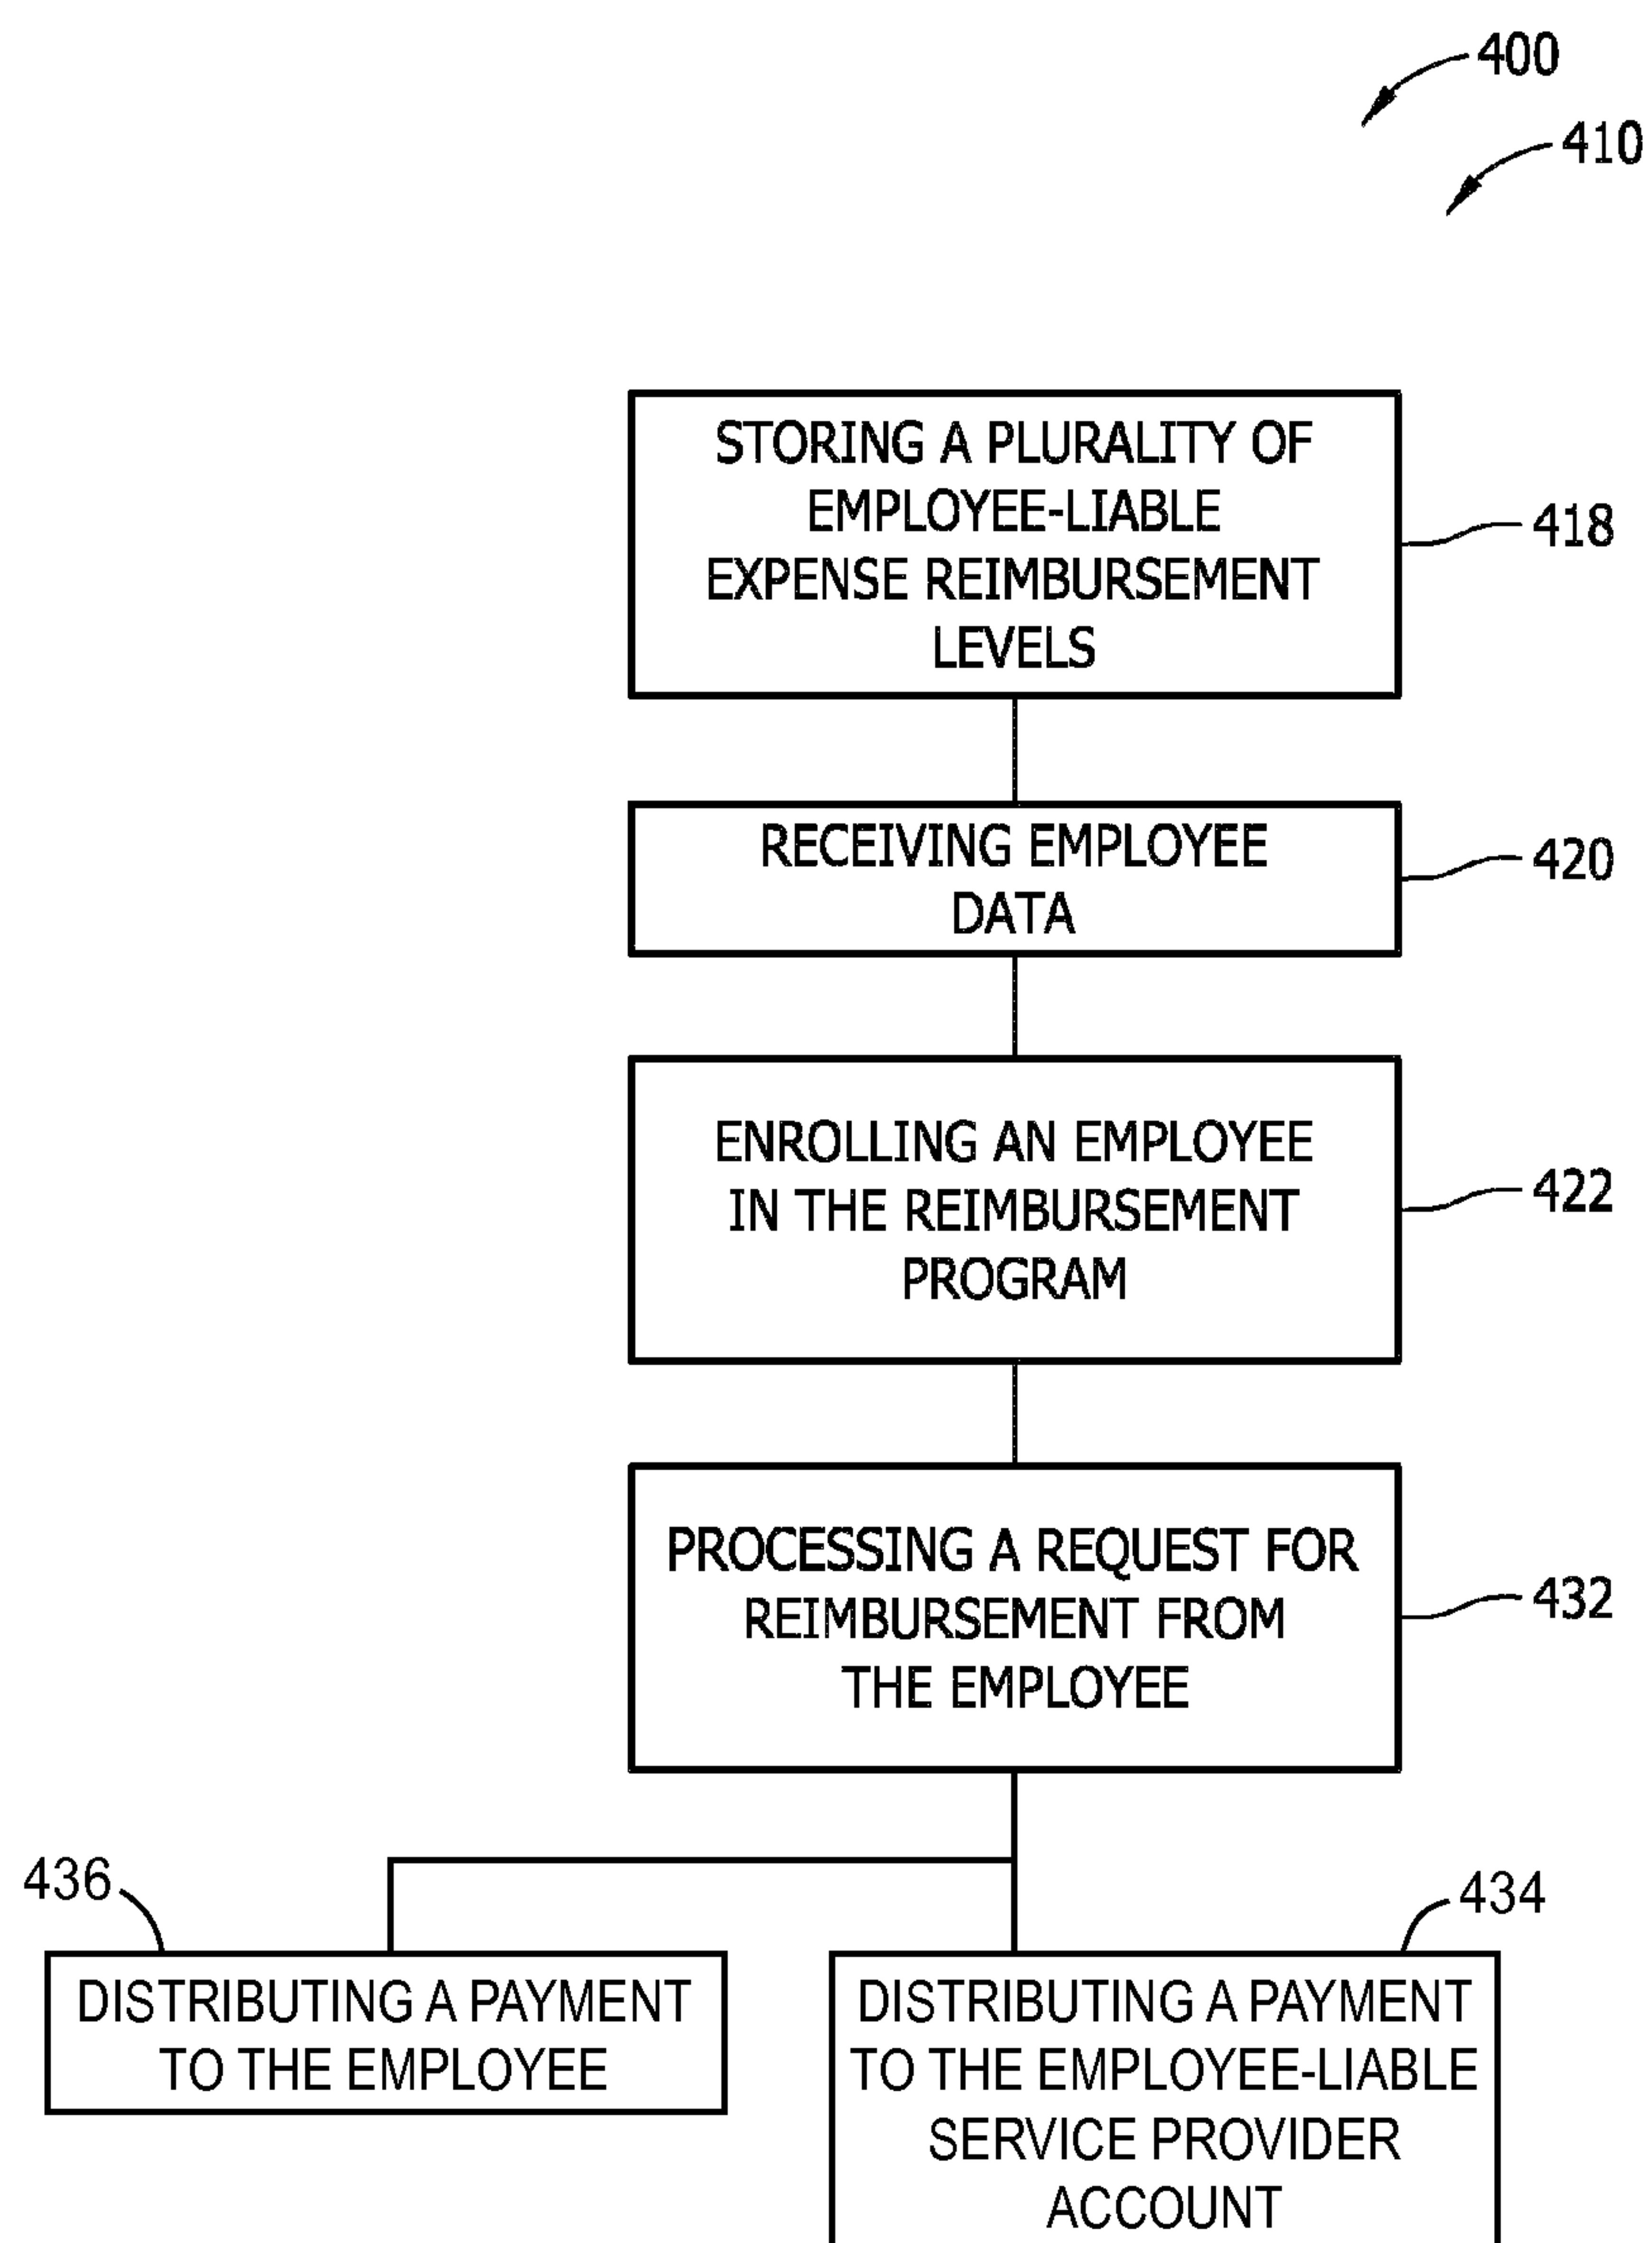 400
410
STORING A PLURALITY OF
EMPLOYEE-LIABLE
EXPENSE REIMBURSEMENT
LEVELS
418
RECEIVING EMPLOYEE
DATA
420
ENROLLING AN EMPLOYEE
IN THE REIMBURSEMENT
PROGRAM
422
PROCESSING A REQUEST FOR
REIMBURSEMENT FROM
THE EMPLOYEE
432
436
DISTRIBUTING A PAYMENT
TO THE EMPLOYEE
434
DISTRIBUTING A PAYMENT
TO THE EMPLOYEE-LIABLE
SERVICE PROVIDER
ACCOUNT